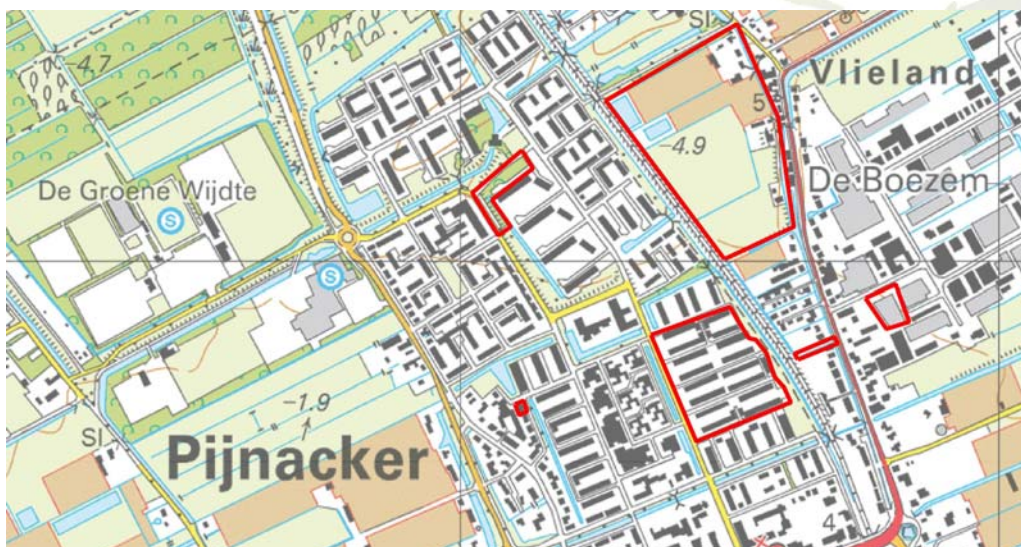 SI
-4.7
Vlieland
5
-4.9
De Groene Wijdte
De Boezem
S
S
-1.9
SI
Pijnacker
4